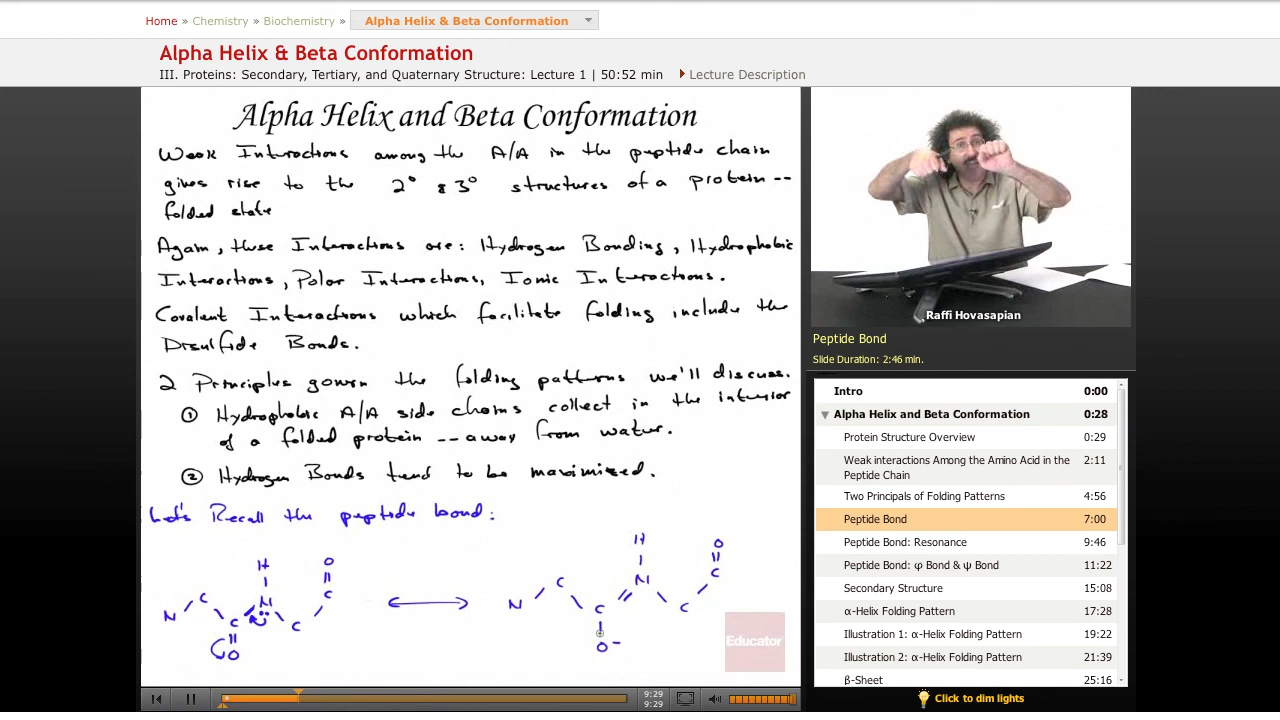 Home » Chemistry » Biochemistry » Alpha Helix & Beta Conformation
Alpha Helix & Beta Conformation
III. Proteins: Secondary, Tertiary, and Quaternary Structure: Lecture 1 | 50:52 min Lecture Description
Alpha Helix and Beta Conformation
Weak Interactions among the A/A in the peptide chain
gives rise to the 2° & 3° structures of a protein --
folded state
Again, these Interactions are: Hydrogen Bonding, Hydrophobic
Interactions, Polar Interactions, Ionic Interactions.
Covalent Interactions which facilitate folding include the
Disulfide Bonds.
2 Principles govern the folding patterns we'll discuss.
① Hydrophobic A/A side chains collect in the interior
of a folded protein -- away from water.
② Hydrogen Bonds tend to be maximized.
Let's Recall the peptide bond:
H O
N C C N C C O
H O
N C C N C C O-
Educator
Raffi Hovasapian
Peptide Bond
Slide Duration: 2:46 min.
Intro 0:00
Alpha Helix and Beta Conformation 0:28
Protein Structure Overview 0:29
Weak interactions Among the Amino Acid in the 2:11
Peptide Chain
Two Principals of Folding Patterns 4:56
Peptide Bond 7:00
Peptide Bond: Resonance 9:46
Peptide Bond: φ Bond & ψ Bond 11:22
Secondary Structure 15:08
α-Helix Folding Pattern 17:28
Illustration 1: α-Helix Folding Pattern 19:22
Illustration 2: α-Helix Folding Pattern 21:39
β-Sheet 25:16
9:29
9:29
Click to dim lights